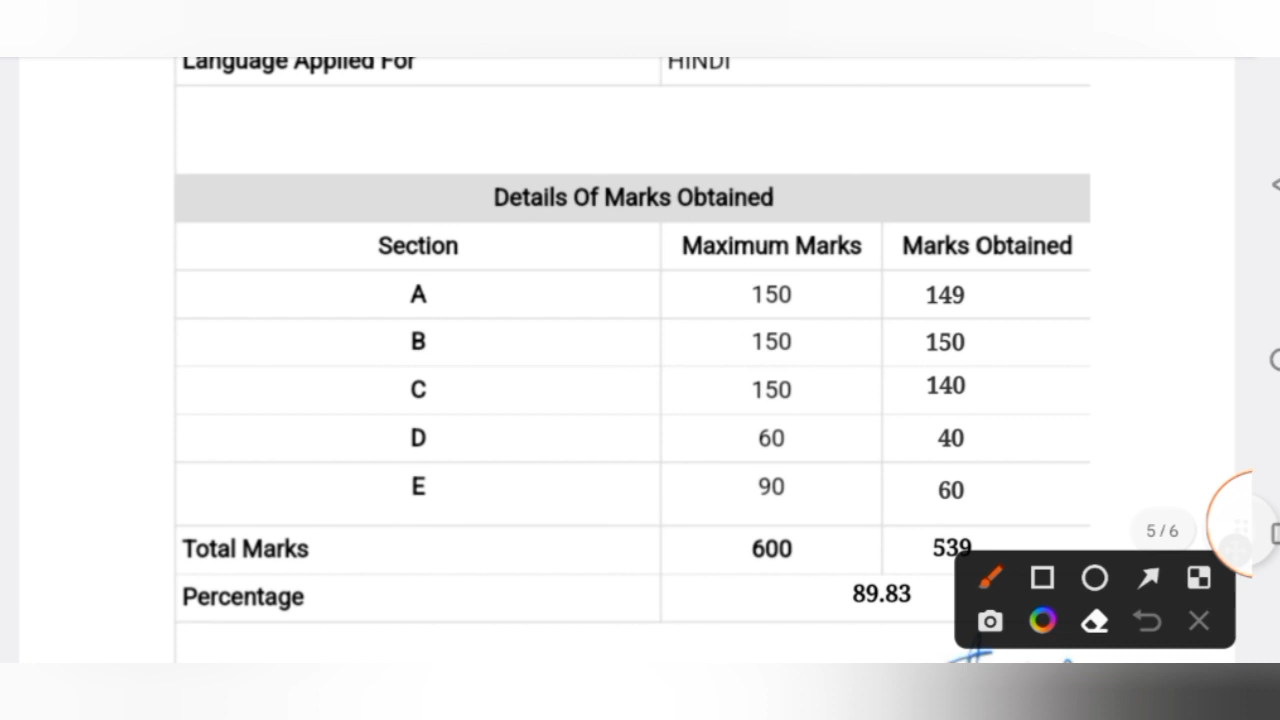 Language Applied For HINDI
Details Of Marks Obtained
Section Maximum Marks Marks Obtained
A 150 149
B 150 150
C 150 140
D 60 40
E 90 60
Total Marks 600 539
Percentage 89.83
5/6